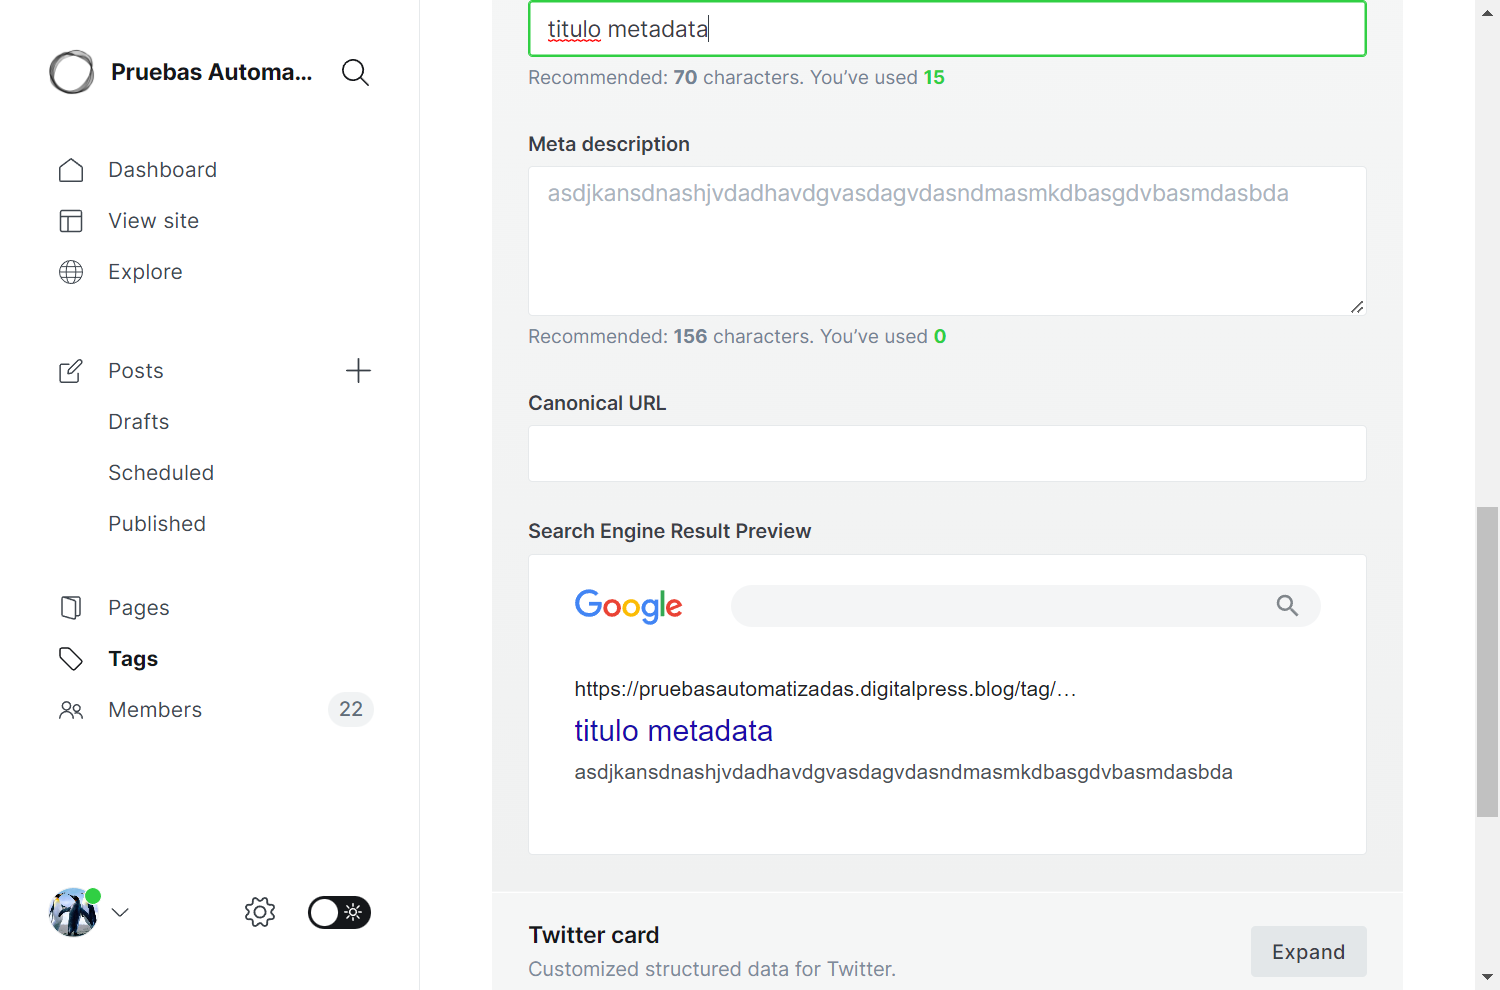 Pruebas Automa...
Dashboard
View site
Explore
Posts
Drafts
Scheduled
Published
Pages
Tags
Members
22
titulo metadata
Recommended: 70 characters. You’ve used 15
Meta description
asdjkansdnashjvdadhavdgvasdagvdasndmasmkdbasgdvbasmdasbda
Recommended: 156 characters. You’ve used 0
Canonical URL
Search Engine Result Preview
Google
https://pruebasautomatizadas.digitalpress.blog/tag/…
titulo metadata
asdjkansdnashjvdadhavdgvasdagvdasndmasmkdbasgdvbasmdasbda
Twitter card
Customized structured data for Twitter.
Expand